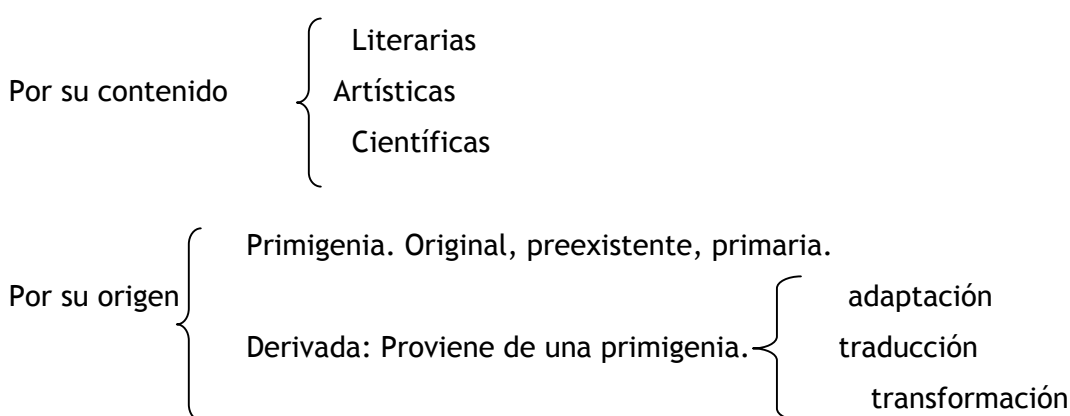 Literarias
Por su contenido Artísticas
Científicas
Primigenia. Original, preexistente, primaria.
Por su origen adaptación
Derivada: Proviene de una primigenia. traducción
transformación